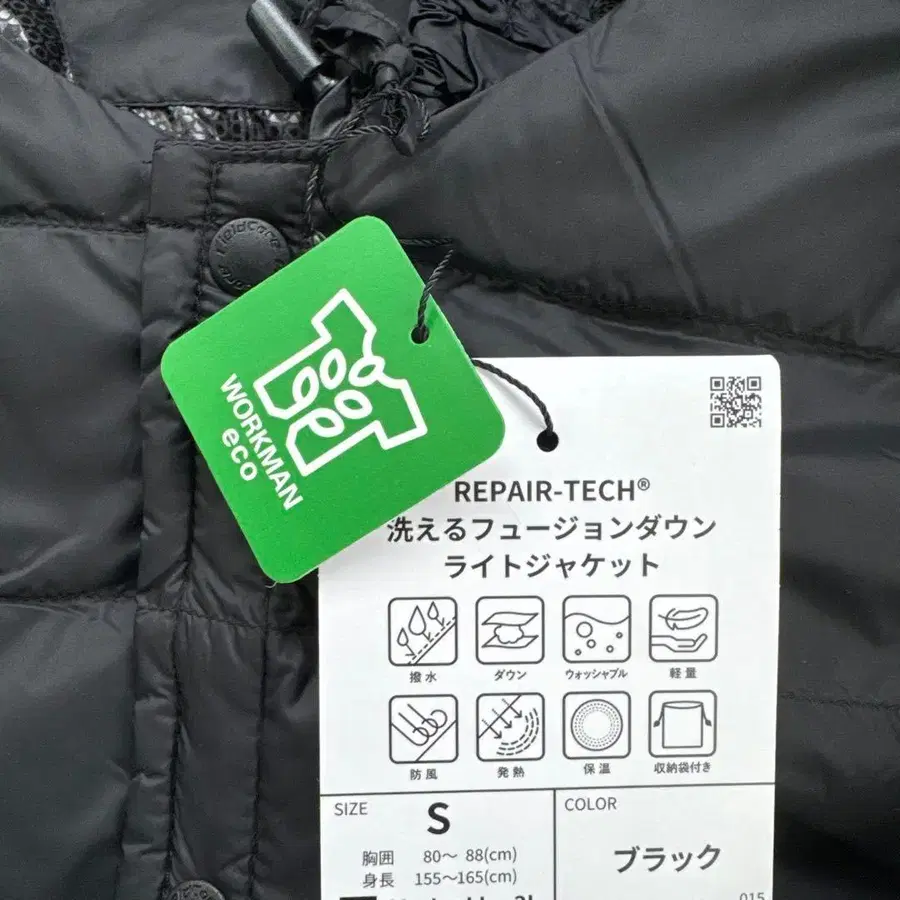 FieldCore
WORKMAN
eco
REPAIR-TECH®
洗えるフュージョンダウン
ライトジャケット
撥水
ダウン
ウォッシャブル
軽量
防風
発熱
保温
収納袋付き
SIZE
S
胸囲 80〜 88(cm)
身長 155〜165(cm)
COLOR
ブラック
015